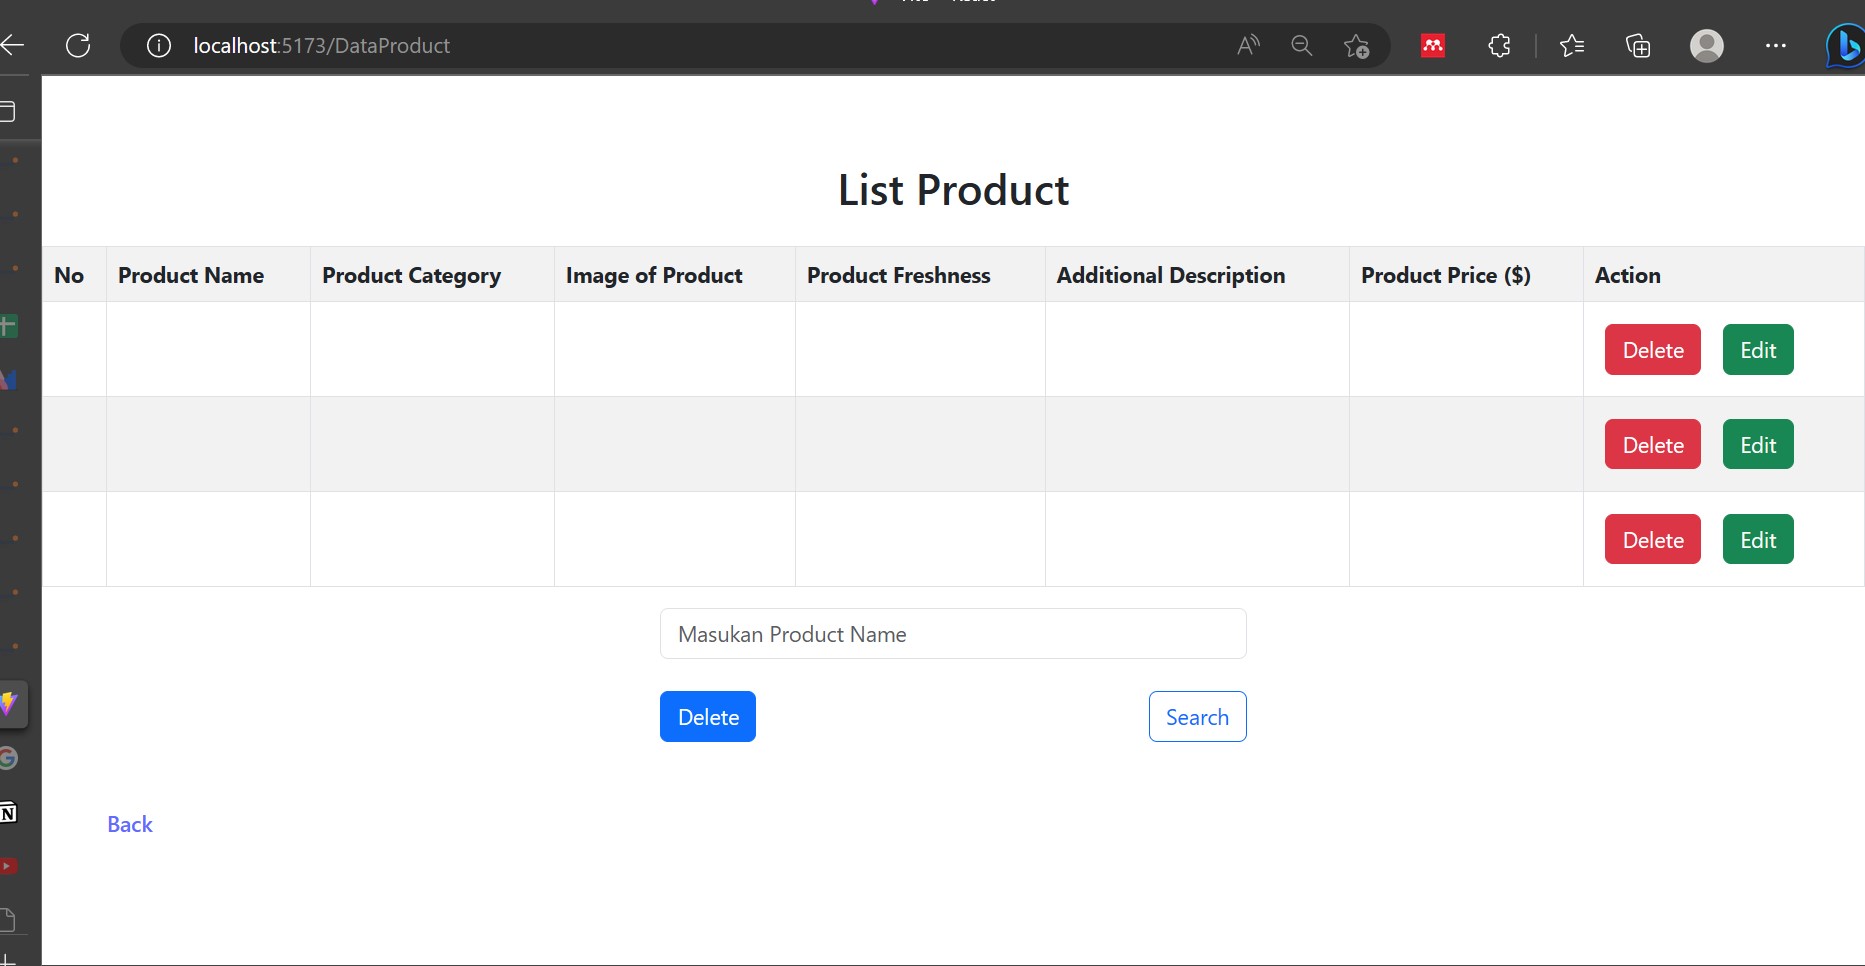 localhost:5173/DataProduct
List Product
No Product Name Product Category Image of Product Product Freshness Additional Description Product Price ($) Action
Delete Edit
Delete Edit
Delete Edit
Masukan Product Name
Delete Search
Back